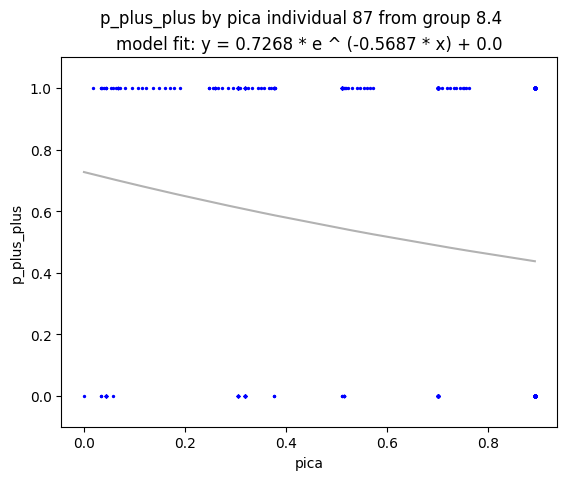 p_plus_plus by pica individual 87 from group 8.4
model fit: y = 0.7268 * e ^ (-0.5687 * x) + 0.0
1.0
0.8
0.6
0.4
0.2
0.0
p_plus_plus
0.0 0.2 0.4 0.6 0.8
pica